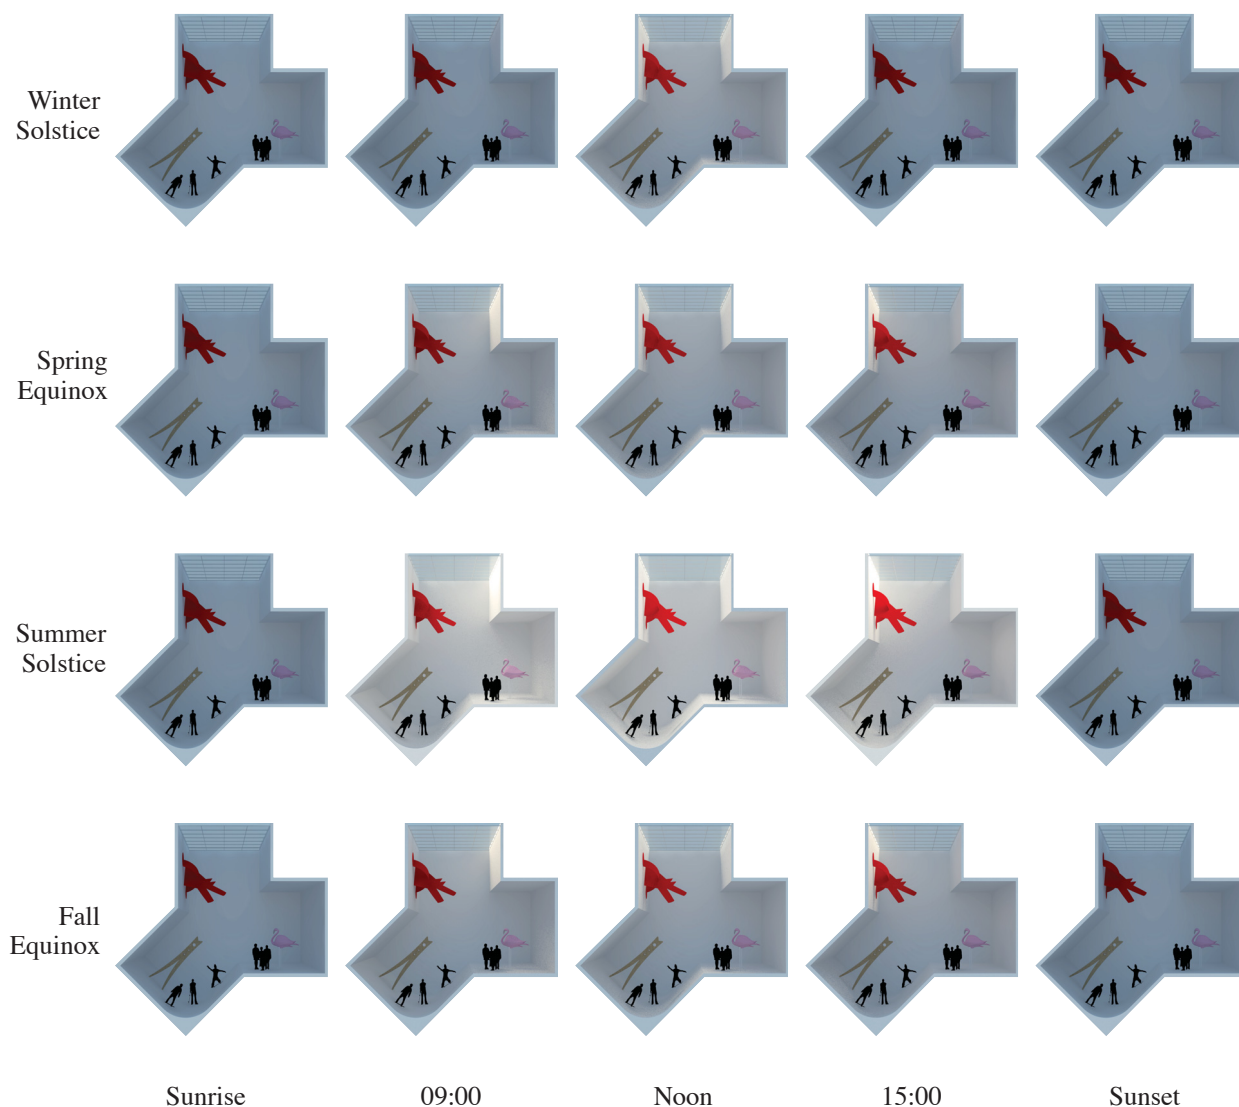 Winter
Solstice
Spring
Equinox
Summer
Solstice
Fall
Equinox
Sunrise
09:00
Noon
15:00
Sunset